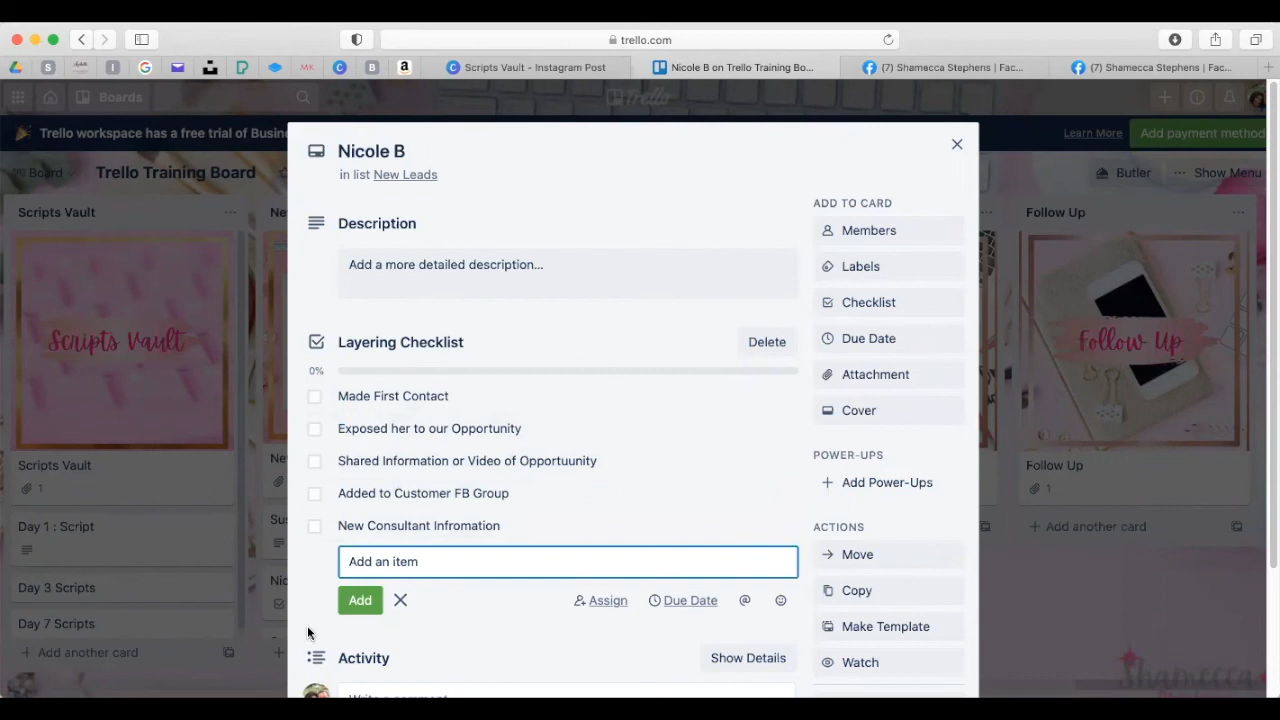 trello.com
Scripts Vault - Instagram Post
Nicole B on Trello Training Bo...
(7) Shamecca Stephens | Fac...
(7) Shamecca Stephens | Fac...
Boards
Trello
Trello workspace has a free trial of Busine
Learn More
Add payment method
Board
Trello Training Board
Butler
Show Menu
Scripts Vault
Scripts Vault
Scripts Vault
1
Day 1 : Script
Day 3 Scripts
Day 7 Scripts
+ Add another card
Nicole B
in list New Leads
Description
Add a more detailed description...
Layering Checklist
Delete
0%
Made First Contact
Exposed her to our Opportunity
Shared Information or Video of Opportuunity
Added to Customer FB Group
New Consultant Infromation
Add an item
Add
Assign
Due Date
Activity
Show Details
Write a comment
ADD TO CARD
Members
Labels
Checklist
Due Date
Attachment
Cover
POWER-UPS
+ Add Power-Ups
ACTIONS
Move
Copy
Make Template
Watch
Follow Up
Follow Up
Follow Up
1
+ Add another card
Shamecca